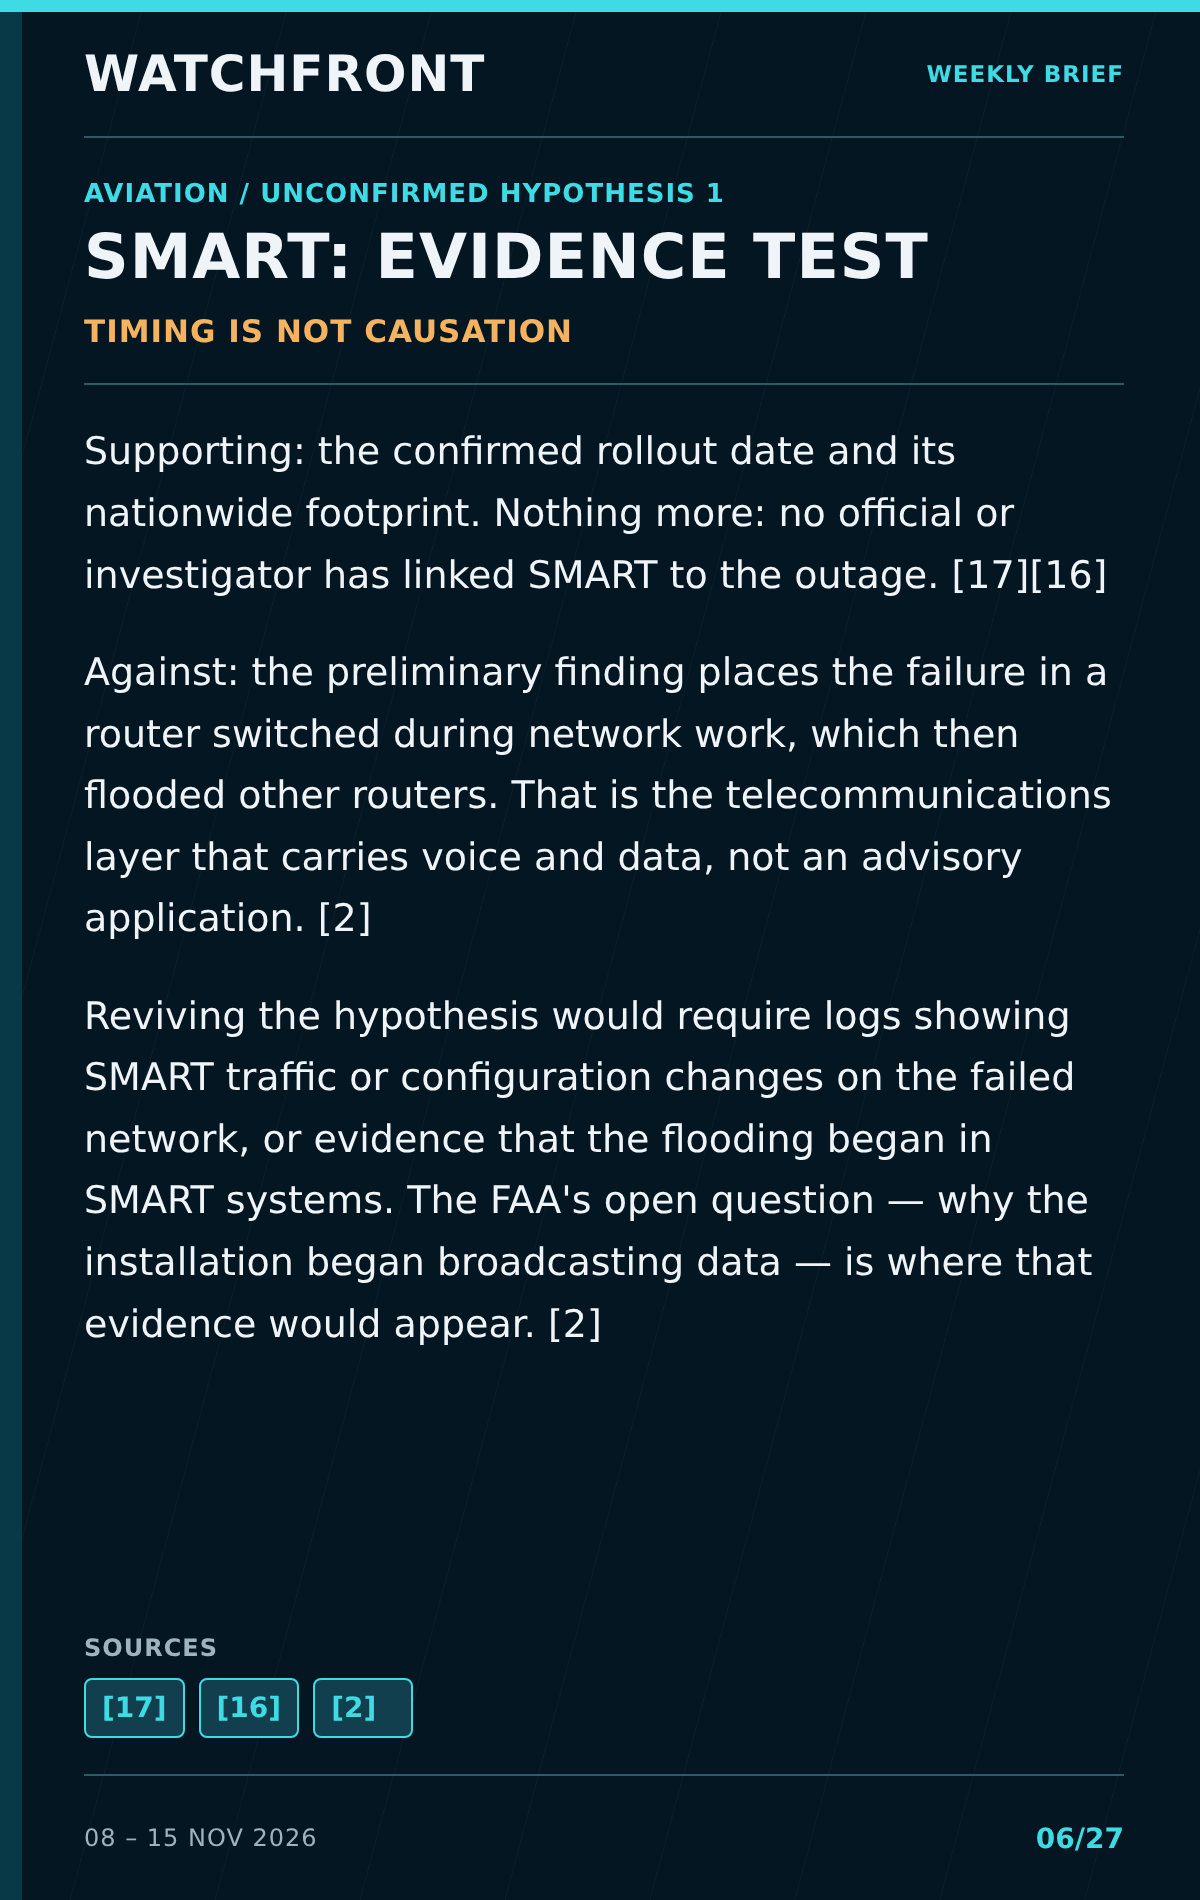 WATCHFRONT
WEEKLY BRIEF
AVIATION / UNCONFIRMED HYPOTHESIS 1
SMART: EVIDENCE TEST
TIMING IS NOT CAUSATION
Supporting: the confirmed rollout date and its
nationwide footprint. Nothing more: no official or
investigator has linked SMART to the outage. [17][16]
Against: the preliminary finding places the failure in a
router switched during network work, which then
flooded other routers. That is the telecommunications
layer that carries voice and data, not an advisory
application. [2]
Reviving the hypothesis would require logs showing
SMART traffic or configuration changes on the failed
network, or evidence that the flooding began in
SMART systems. The FAA's open question — why the
installation began broadcasting data — is where that
evidence would appear. [2]
SOURCES
[17] [16] [2]
08 – 15 NOV 2026
06/27